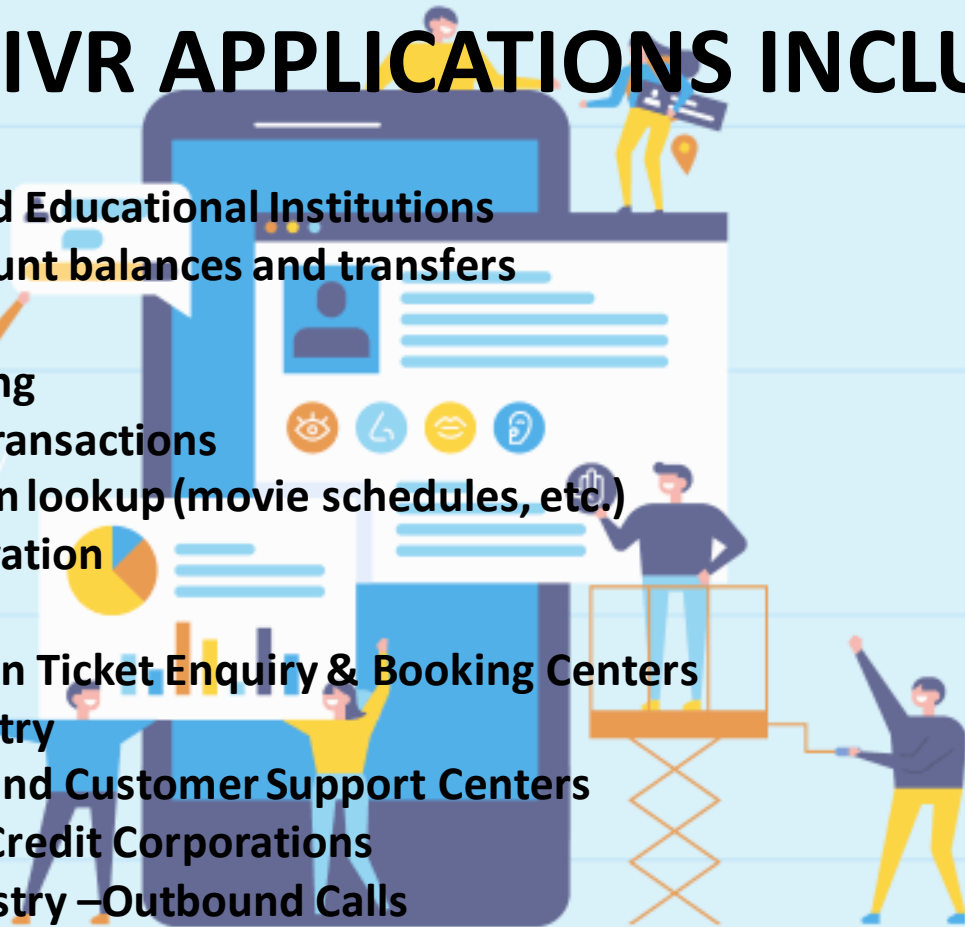 IVR APPLICATIONS INCLU
d Educational Institutions
unt balances and transfers
ng
ransactions
n lookup (movie schedules, etc.)
ation
n Ticket Enquiry & Booking Centers
try
nd Customer Support Centers
Credit Corporations
stry –Outbound Calls